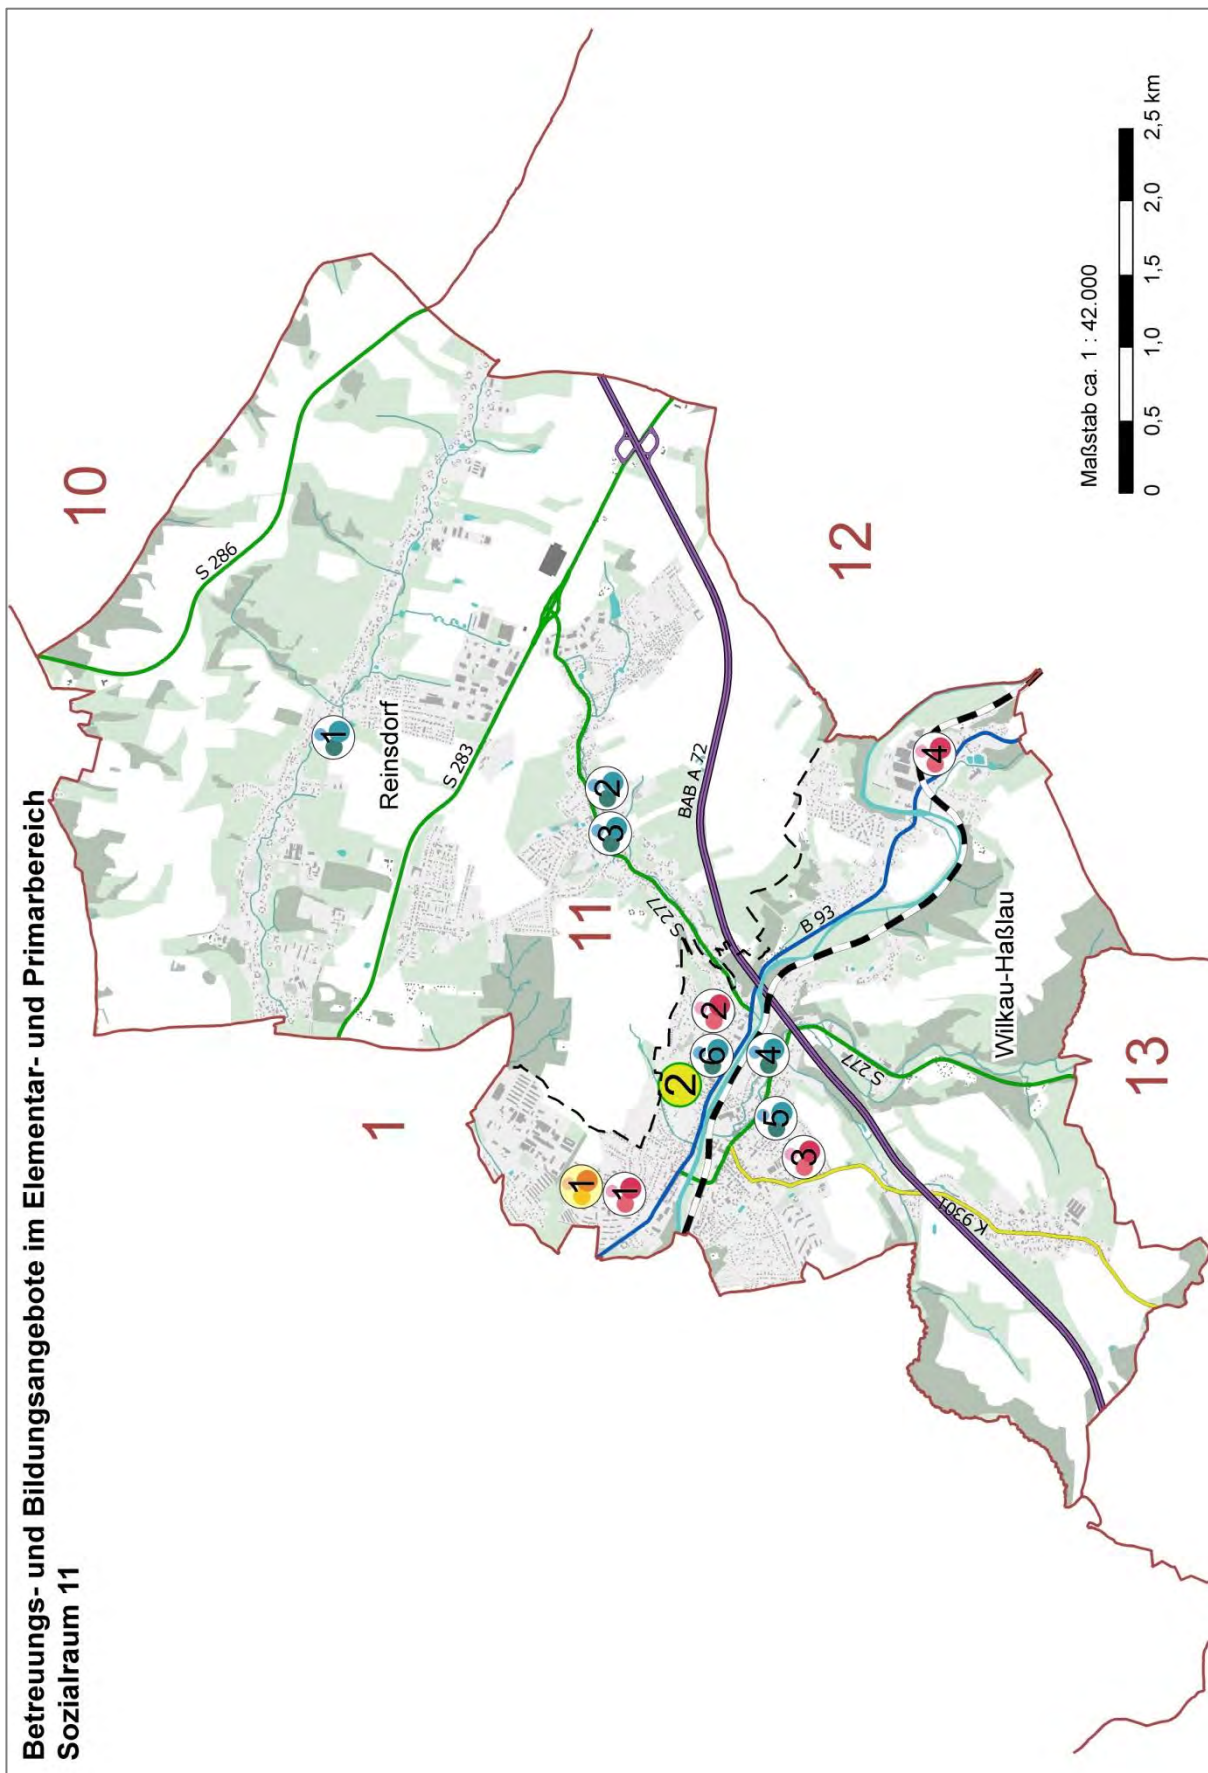 Betreuungs- und Bildungsangebote im Elementar- und Primarbereich
Sozialraum 11
10
S 286
1
Reinsdorf
S 283
1
11
2
3
S 277
BAB A 72
12
1
1
2
6
2
4
5
3
B 93
4
S 277
K 9301
Wilkau-Haßlau
13
Maßstab ca. 1 : 42.000
0 0,5 1,0 1,5 2,0 2,5 km